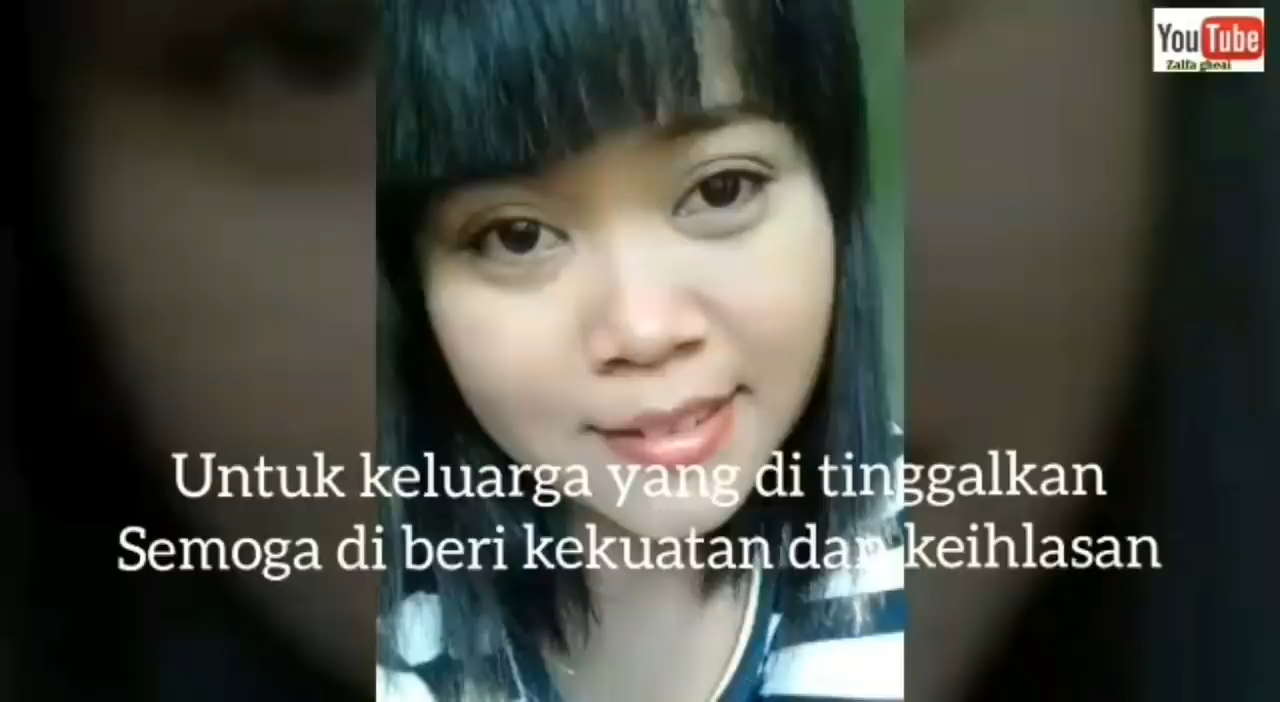 YouTube
Zalfa gheai
Untuk keluarga yang di tinggalkan
Semoga di beri kekuatan dan keihlasan